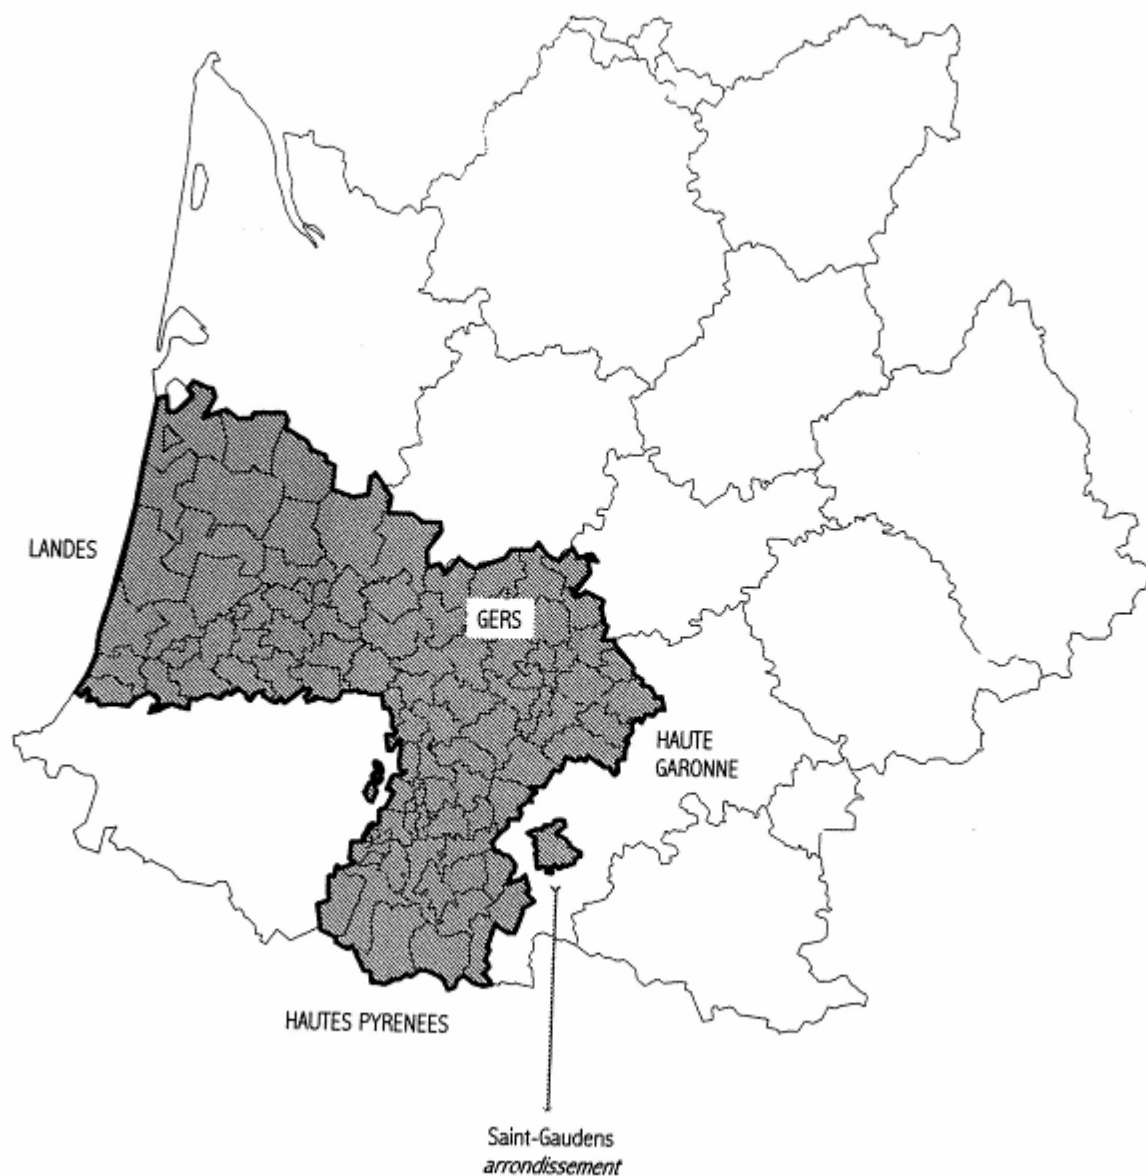 LANDES
GERS
HAUTE
GARONNE
HAUTES PYRENEES
Saint-Gaudens
arrondissement